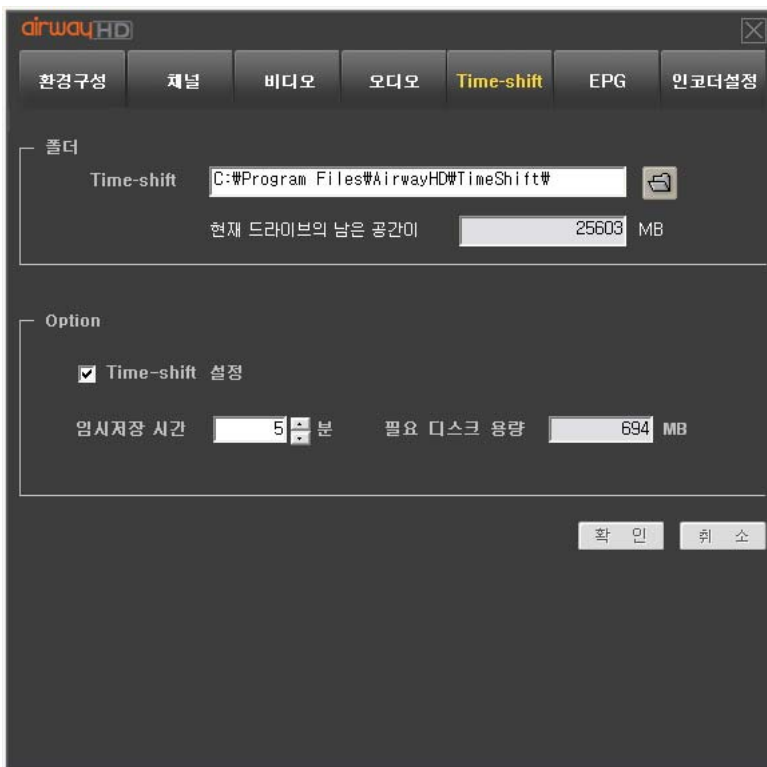 airwayHD
환경구성 채널 비디오 오디오 Time-shift EPG 인코더설정
폴더
Time-shift C:₩Program Files₩AirwayHD₩TimeShift₩
현재 드라이브의 남은 공간이 25603 MB
Option
Time-shift 설정
임시저장 시간 5 분 필요 디스크 용량 694 MB
확 인 취 소